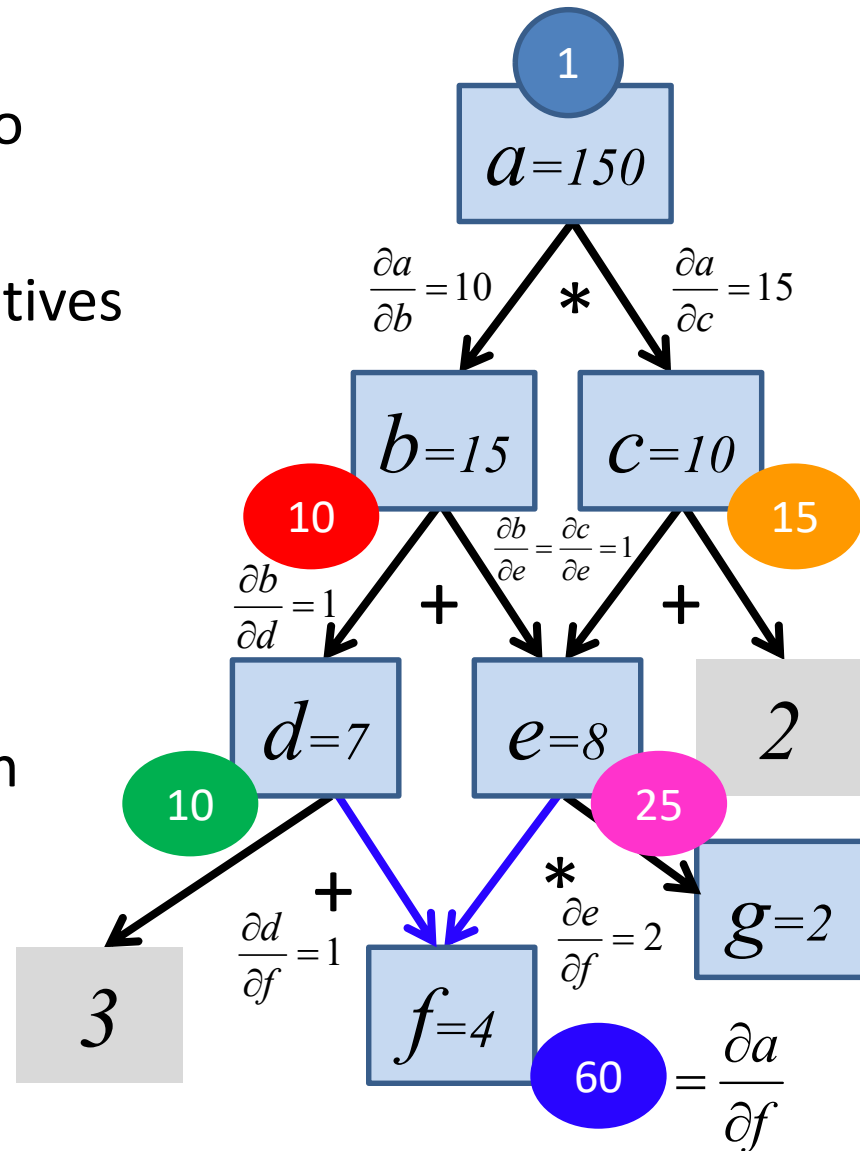 1
o
a=150
tives
∂a/∂b = 10
*
∂a/∂c = 15
b=15
c=10
10
15
∂b/∂e = ∂c/∂e = 1
∂b/∂d = 1
+
+
d=7
e=8
2
n
10
25
+
*
∂d/∂f = 1
∂e/∂f = 2
g=2
3
f=4
60 = ∂a/∂f